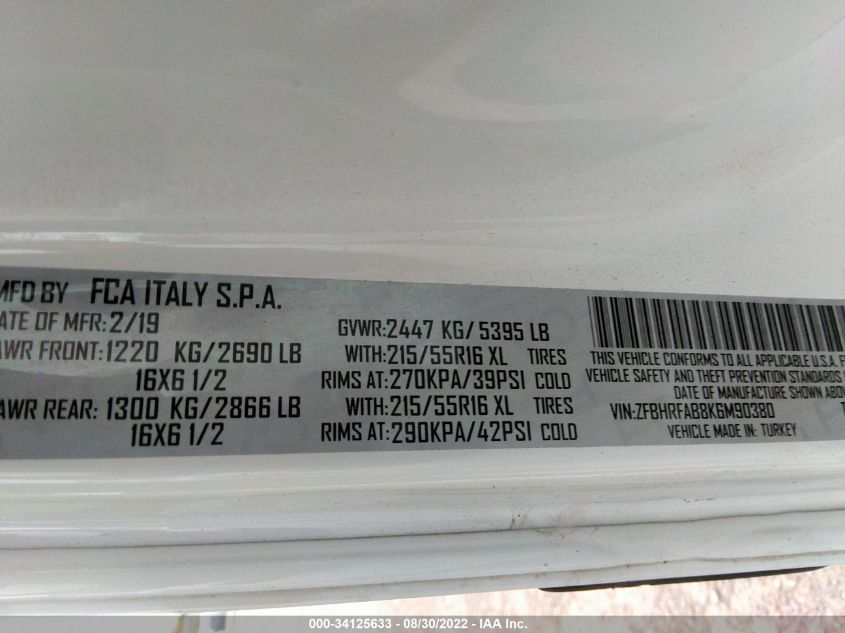 MFD BY FCA ITALY S.P.A.
ATE OF MFR:2/19
AWR FRONT:1220 KG/2690 LB
16X6 1/2
AWR REAR: 1300 KG/2866 LB
16X6 1/2
GVWR:2447 KG/5395 LB
WITH:215/55R16 XL TIRES
RIMS AT:270KPA/39PSI COLD
WITH:215/55R16 XL TIRES
RIMS AT:290KPA/42PSI COLD
THIS VEHICLE CONFORMS TO ALL APPLICABLE U.S.A.
VEHICLE SAFETY AND THEFT PREVENTION STANDARDS
DATE OF MANUFACTURE SHOWN ABOV
VIN:ZFBHRFAB8K6M90380
VEHICLE MADE IN: TURKEY
000-34125633 - 08/30/2022 - IAA Inc.